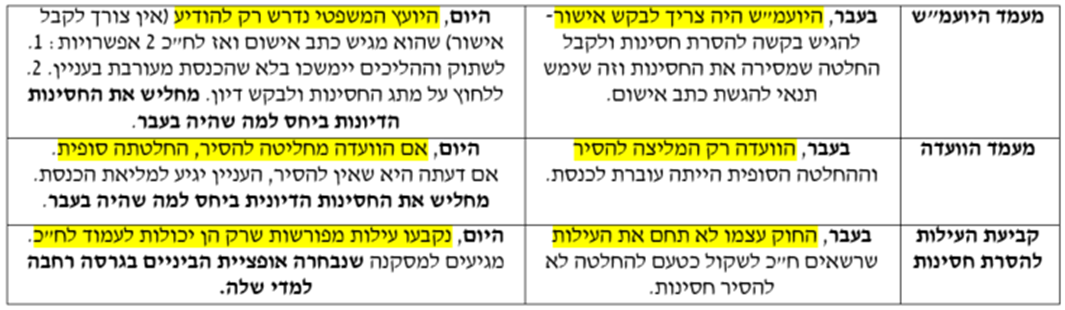 מעמד היועמ״ש
בעבר, היועמ״ש היה צריך לבקש אישור-
להגיש בקשה להסרת חסינות ולקבל
החלטה שמסירה את החסינות וזה שימש
תנאי להגשת כתב אישום.
היום, היועץ המשפטי נדרש רק להודיע (אין צורך לקבל
אישור) שהוא מגיש כתב אישום ואז לח״כ 2 אפשרויות: 1.
לשתוק וההליכים יימשכו בלא שהכנסת מעורבת בעניין. 2.
ללחוץ על מתג החסינות ולבקש דיון. מחליש את החסינות
הדיונות ביחס למה שהיה בעבר.
מעמד הוועדה
בעבר, הוועדה רק המליצה להסיר
וההחלטה הסופית הייתה עוברת לכנסת.
היום, אם הוועדה מחליטה להסיר, החלטתה סופית.
אם דעתה היא שאין להסיר, העניין יגיע למליאת הכנסת.
מחליש את החסינות הדיונית ביחס למה שהיה בעבר.
קביעת העילות
להסרת חסינות
בעבר, החוק עצמו לא תחם את העילות
שרשאים ח״כ לשקול כטעם להחלטה לא
להסיר חסינות.
היום, נקבעו עילות מפורשות שרק הן יכולות לעמוד לח״כ.
מגיעים למסקנה שנבחרה אופציית הביניים בגרסה רחבה
למדי שלה.